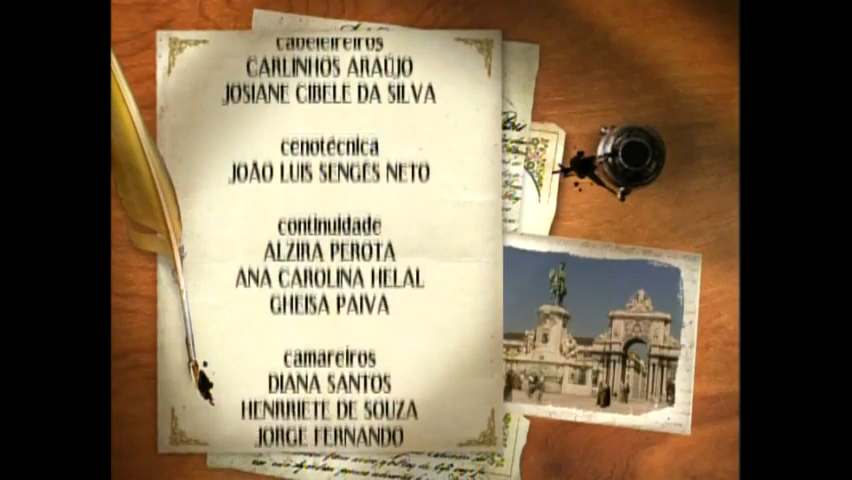 cabeleireiros
CARLINHOS ARAÚJO
JOSIANE CIBELE DA SILVA
cenotécnica
JOÃO LUIS SENGÊS NETO
continuidade
ALZIRA PEROTA
ANA CAROLINA HELAL
GHEISA PAIVA
camareiros
DIANA SANTOS
HENRRIETE DE SOUZA
JORGE FERNANDO